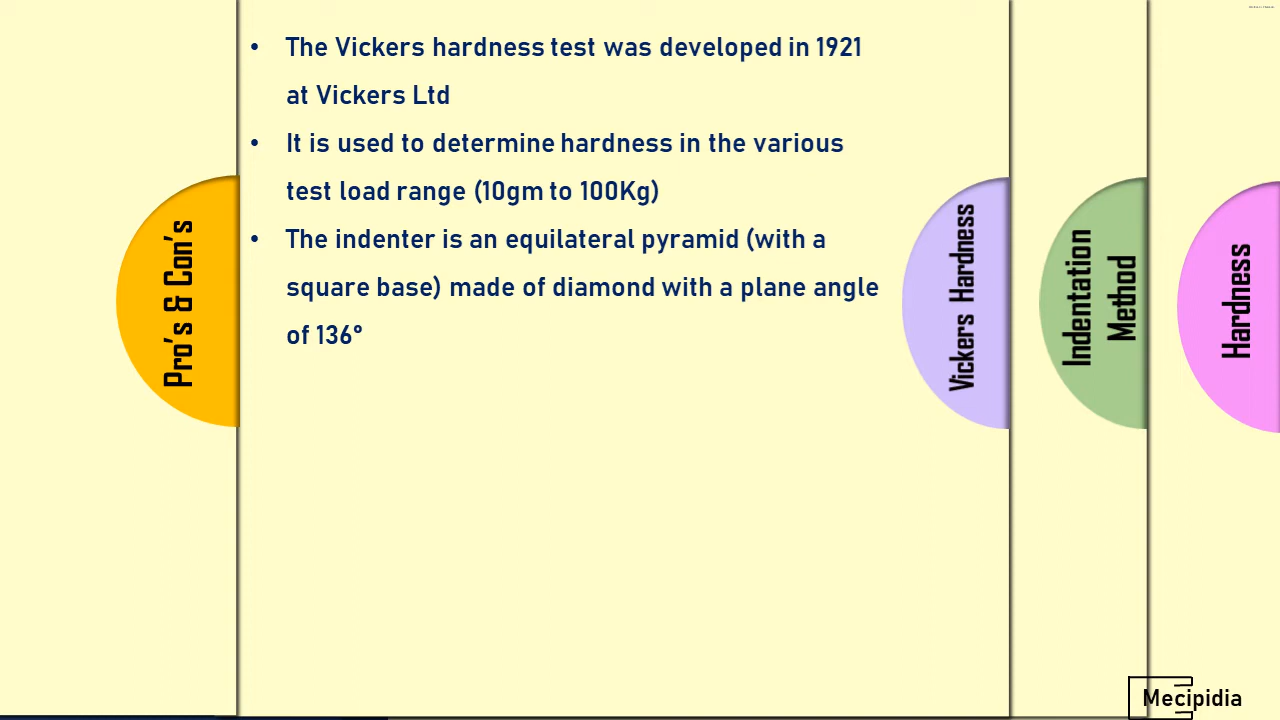 • The Vickers hardness test was developed in 1921
at Vickers Ltd
• It is used to determine hardness in the various
test load range (10gm to 100Kg)
• The indenter is an equilateral pyramid (with a
square base) made of diamond with a plane angle
of 136°
Pro's & Con's
Vickers Hardness
Indentation
Method
Hardness
Mecipidia